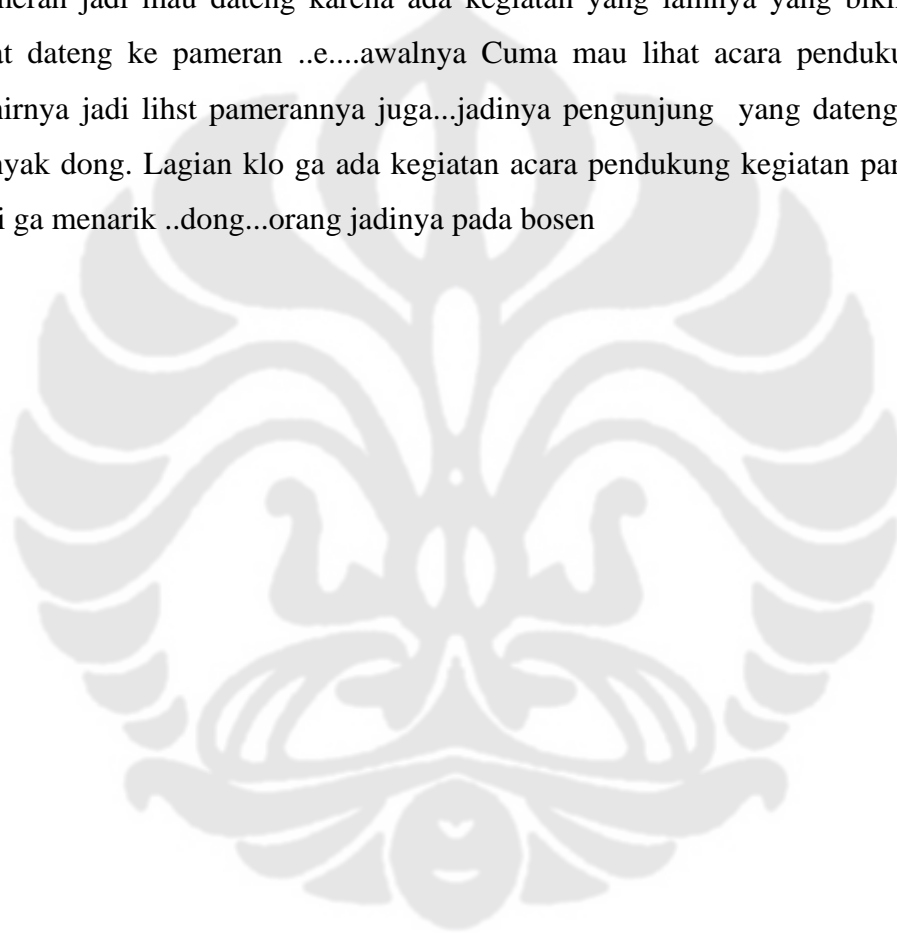 jadi mau dateng karena ada kegiatan yang lainnya yang
dateng ke pameran ..e....awalnya Cuma mau lihat acara
jadi lihst pamerannya juga...jadinya pengunjung yang dateng
dong. Lagian klo ga ada kegiatan acara pendukung kegiatan
ga menarik ..dong...orang jadinya pada bosen